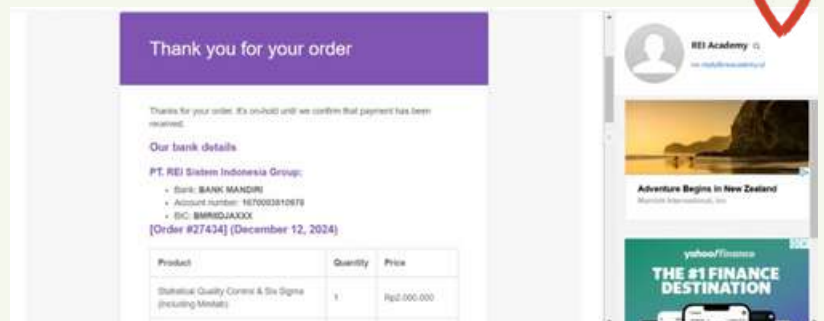 Thank you for your order
Thanks for your order. It's on-hold until we confirm that payment has been
received.
Our bank details
PT. REI Sistem Indonesia Group:
Bank: BANK MANDIRI
Account number:
BIC: BMRIIDJAXXX
[Order #27434] (December 12, 2024)
Product Quantity Price
Statistical Quality Control & Six Sigma
(Including Minitab) 1 Rp2.000.000
REI Academy
Adventure Begins in New Zealand
Marriott International, Inc
yahoo/finance
THE #1 FINANCE
DESTINATION